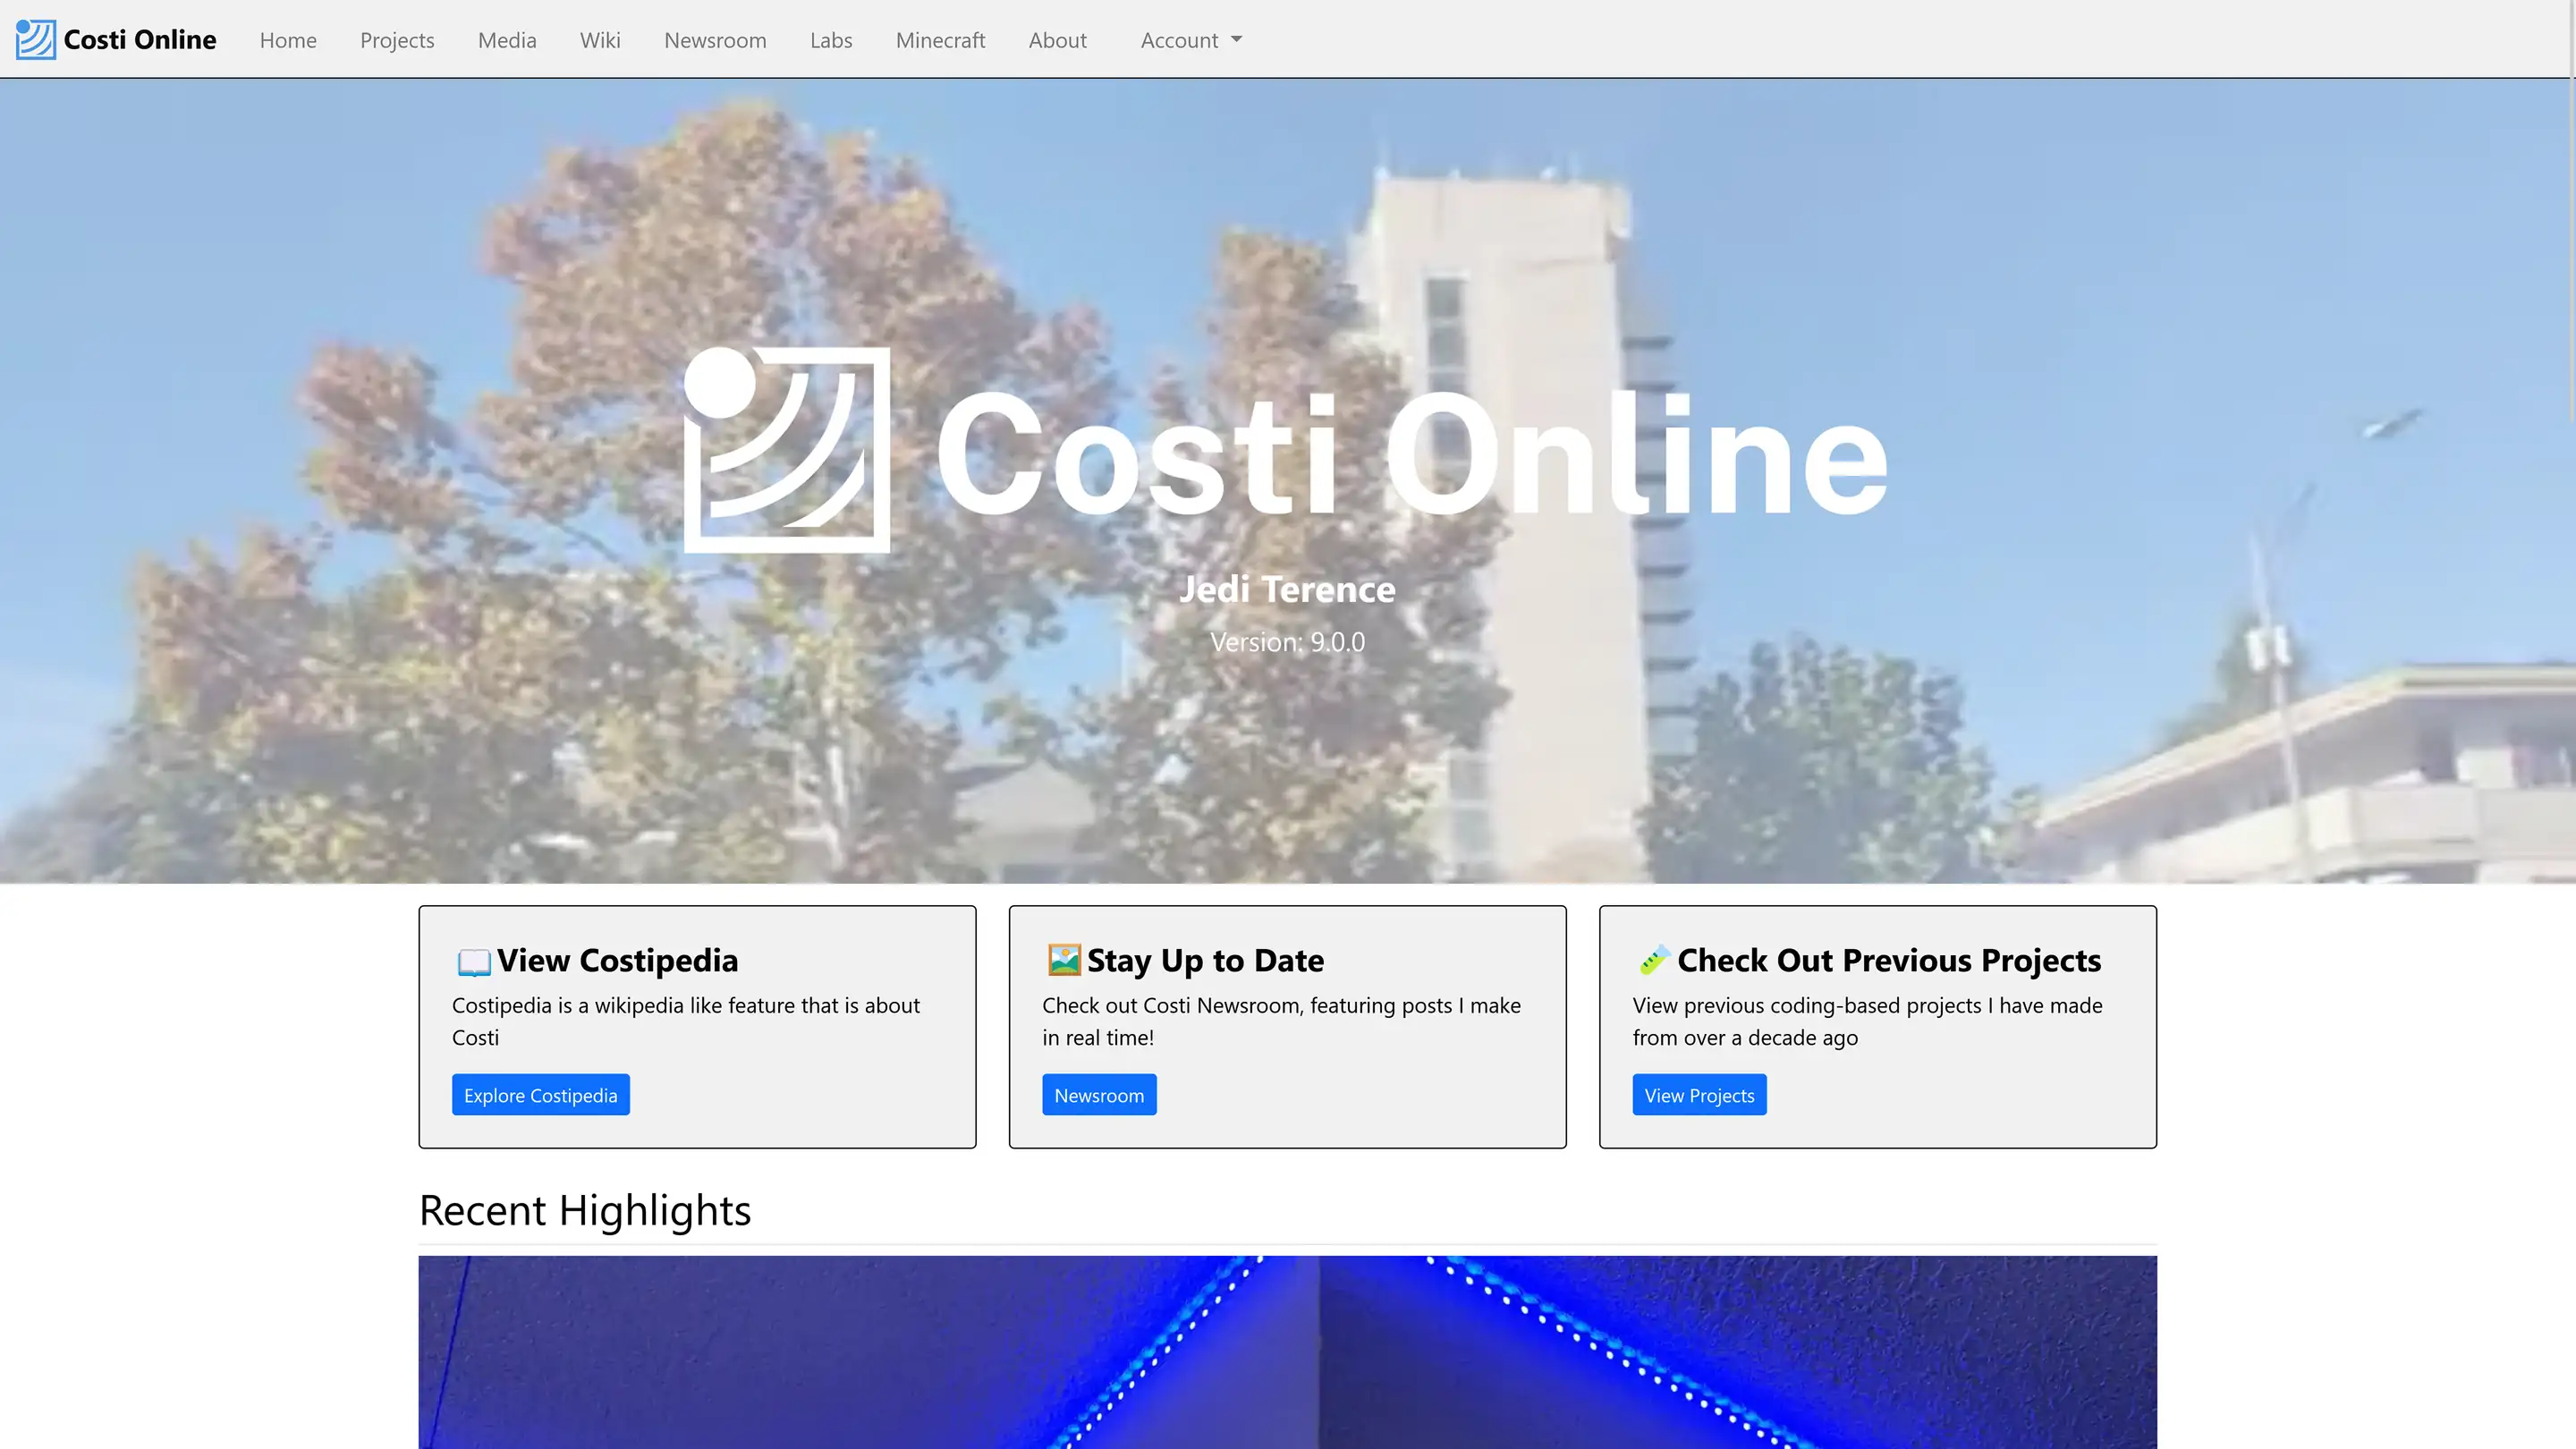 Costi Online
Home
Projects
Media
Wiki
Newsroom
Labs
Minecraft
About
Account
Costi Online
Jedi Terence
Version: 9.0.0
View Costipedia
Costipedia is a wikipedia like feature that is about
Costi
Explore Costipedia
Stay Up to Date
Check out Costi Newsroom, featuring posts I make
in real time!
Newsroom
Check Out Previous Projects
View previous coding-based projects I have made
from over a decade ago
View Projects
Recent Highlights